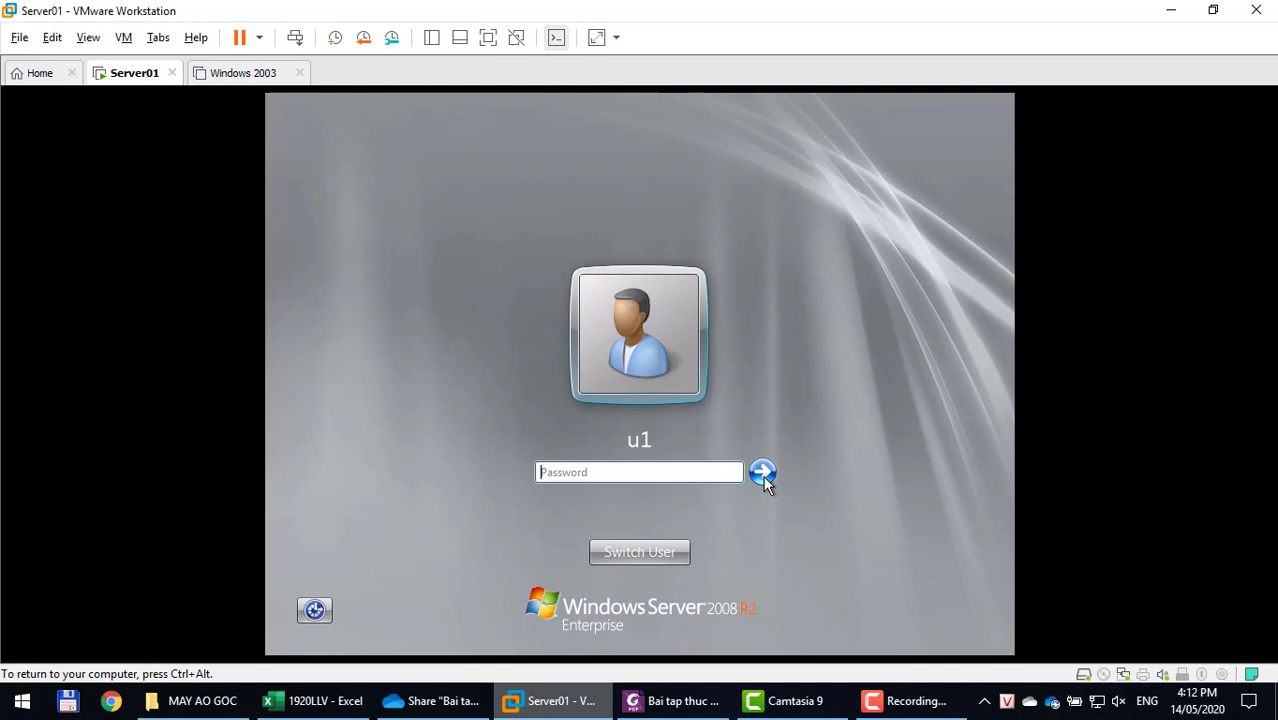 Server01 - VMware Workstation
File Edit View VM Tabs Help
Home Server01 Windows 2003
u1
Password
Switch User
Windows Server 2008 R2
Enterprise
To return to your computer, press Ctrl+Alt.
MAY AO GOC
1920LLV - Excel
Share "Bai ta...
Server01 - V...
Bai tap thuc ...
Camtasia 9
Recording...
ENG
4:12 PM
14/05/2020